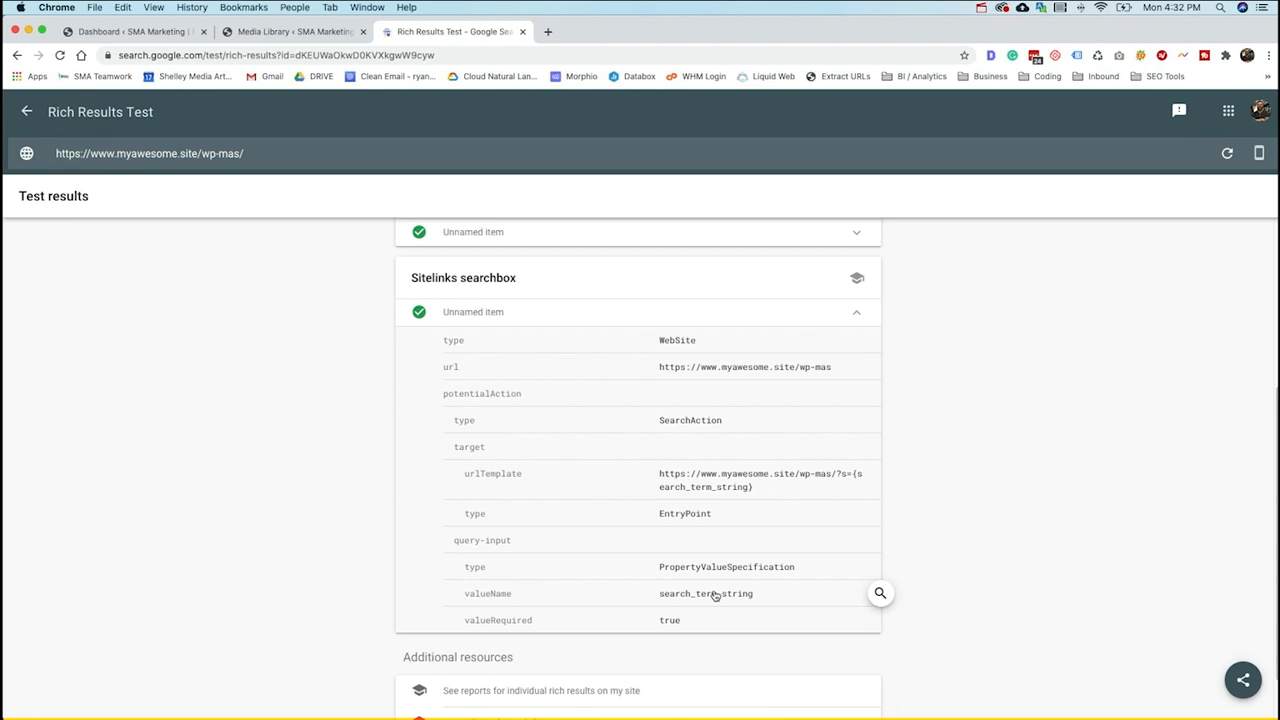 Chrome File Edit View History Bookmarks People Tab Window Help Mon 4:32 PM
Dashboard ‹ SMA Marketing | Media Library ‹ SMA Marketing Rich Results Test - Google Sea
search.google.com/test/rich-results?id=dKEUWaOkwD0KVXkgwW9cyw
Apps SMA Teamwork Shelley Media Art... Gmail DRIVE Clean Email - ryan... Cloud Natural Lan... Morphio Databox WHM Login Liquid Web Extract URLs BI / Analytics Business Coding Inbound SEO Tools »
Rich Results Test
https://www.myawesome.site/wp-mas/
Test results
Unnamed item
Sitelinks searchbox
Unnamed item
type WebSite
url https://www.myawesome.site/wp-mas
potentialAction
type SearchAction
target
urlTemplate https://www.myawesome.site/wp-mas/?s={s
earch_term_string}
type EntryPoint
query-input
type PropertyValueSpecification
valueName search_term_string
valueRequired true
Additional resources
See reports for individual rich results on my site